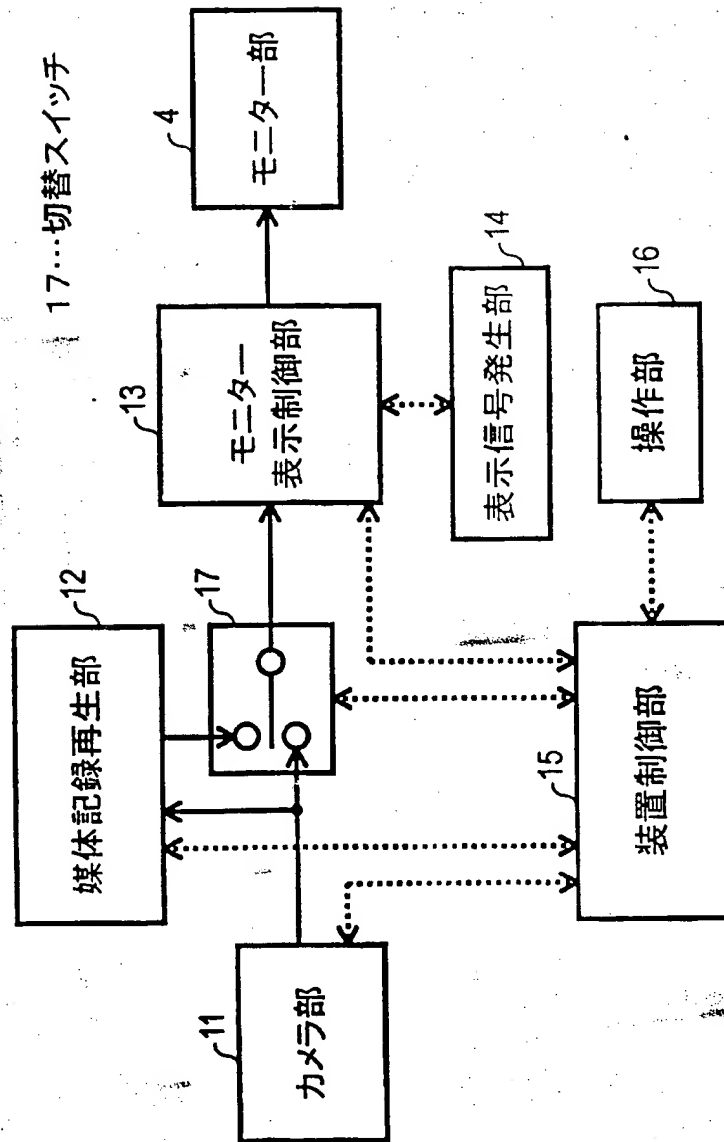 17…切替スイッチ
12
媒体記録再生部
13
モニター
表示制御部
4
モニター部
17
11
カメラ部
14
表示信号発生部
15
装置制御部
16
操作部